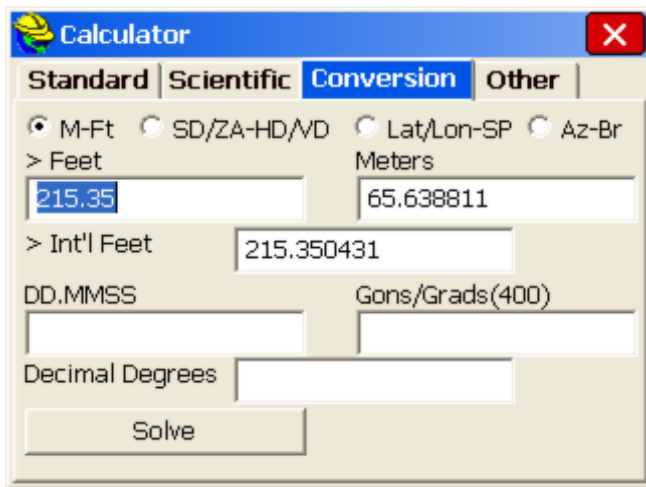 Calculator
Standard Scientific Conversion Other
M-Ft SD/ZA-HD/VD Lat/Lon-SP Az-Br
> Feet Meters
215.35 65.638811
> Int'l Feet 215.350431
DD.MMSS Gons/Grads(400)
Decimal Degrees
Solve